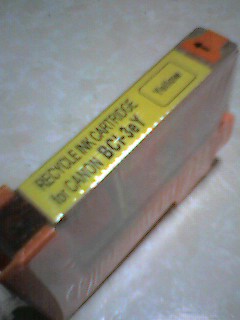 RECYCLE INK CARTRIDGE
for CANON BCI-3eY
Yellow